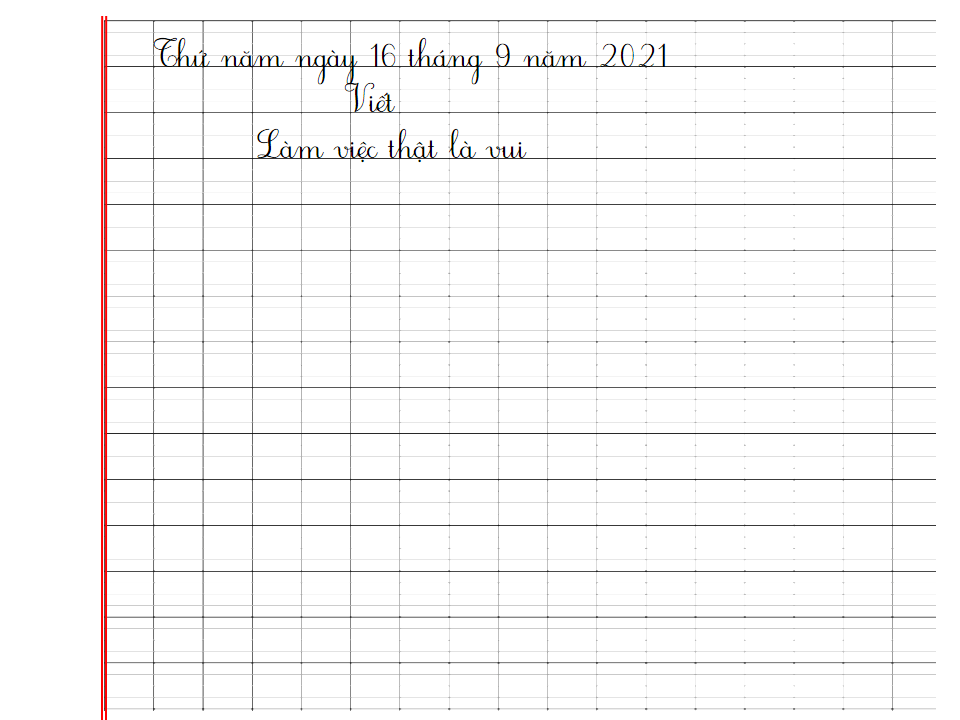 Thứ năm ngày 16 tháng 9 năm 2021
Viết
Làm việc thật là vui